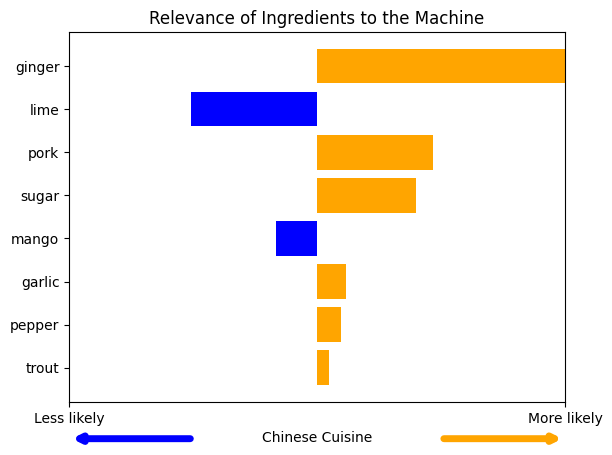 Relevance of Ingredients to the Machine
ginger
lime
pork
sugar
mango
garlic
pepper
trout
Less likely
More likely
Chinese Cuisine